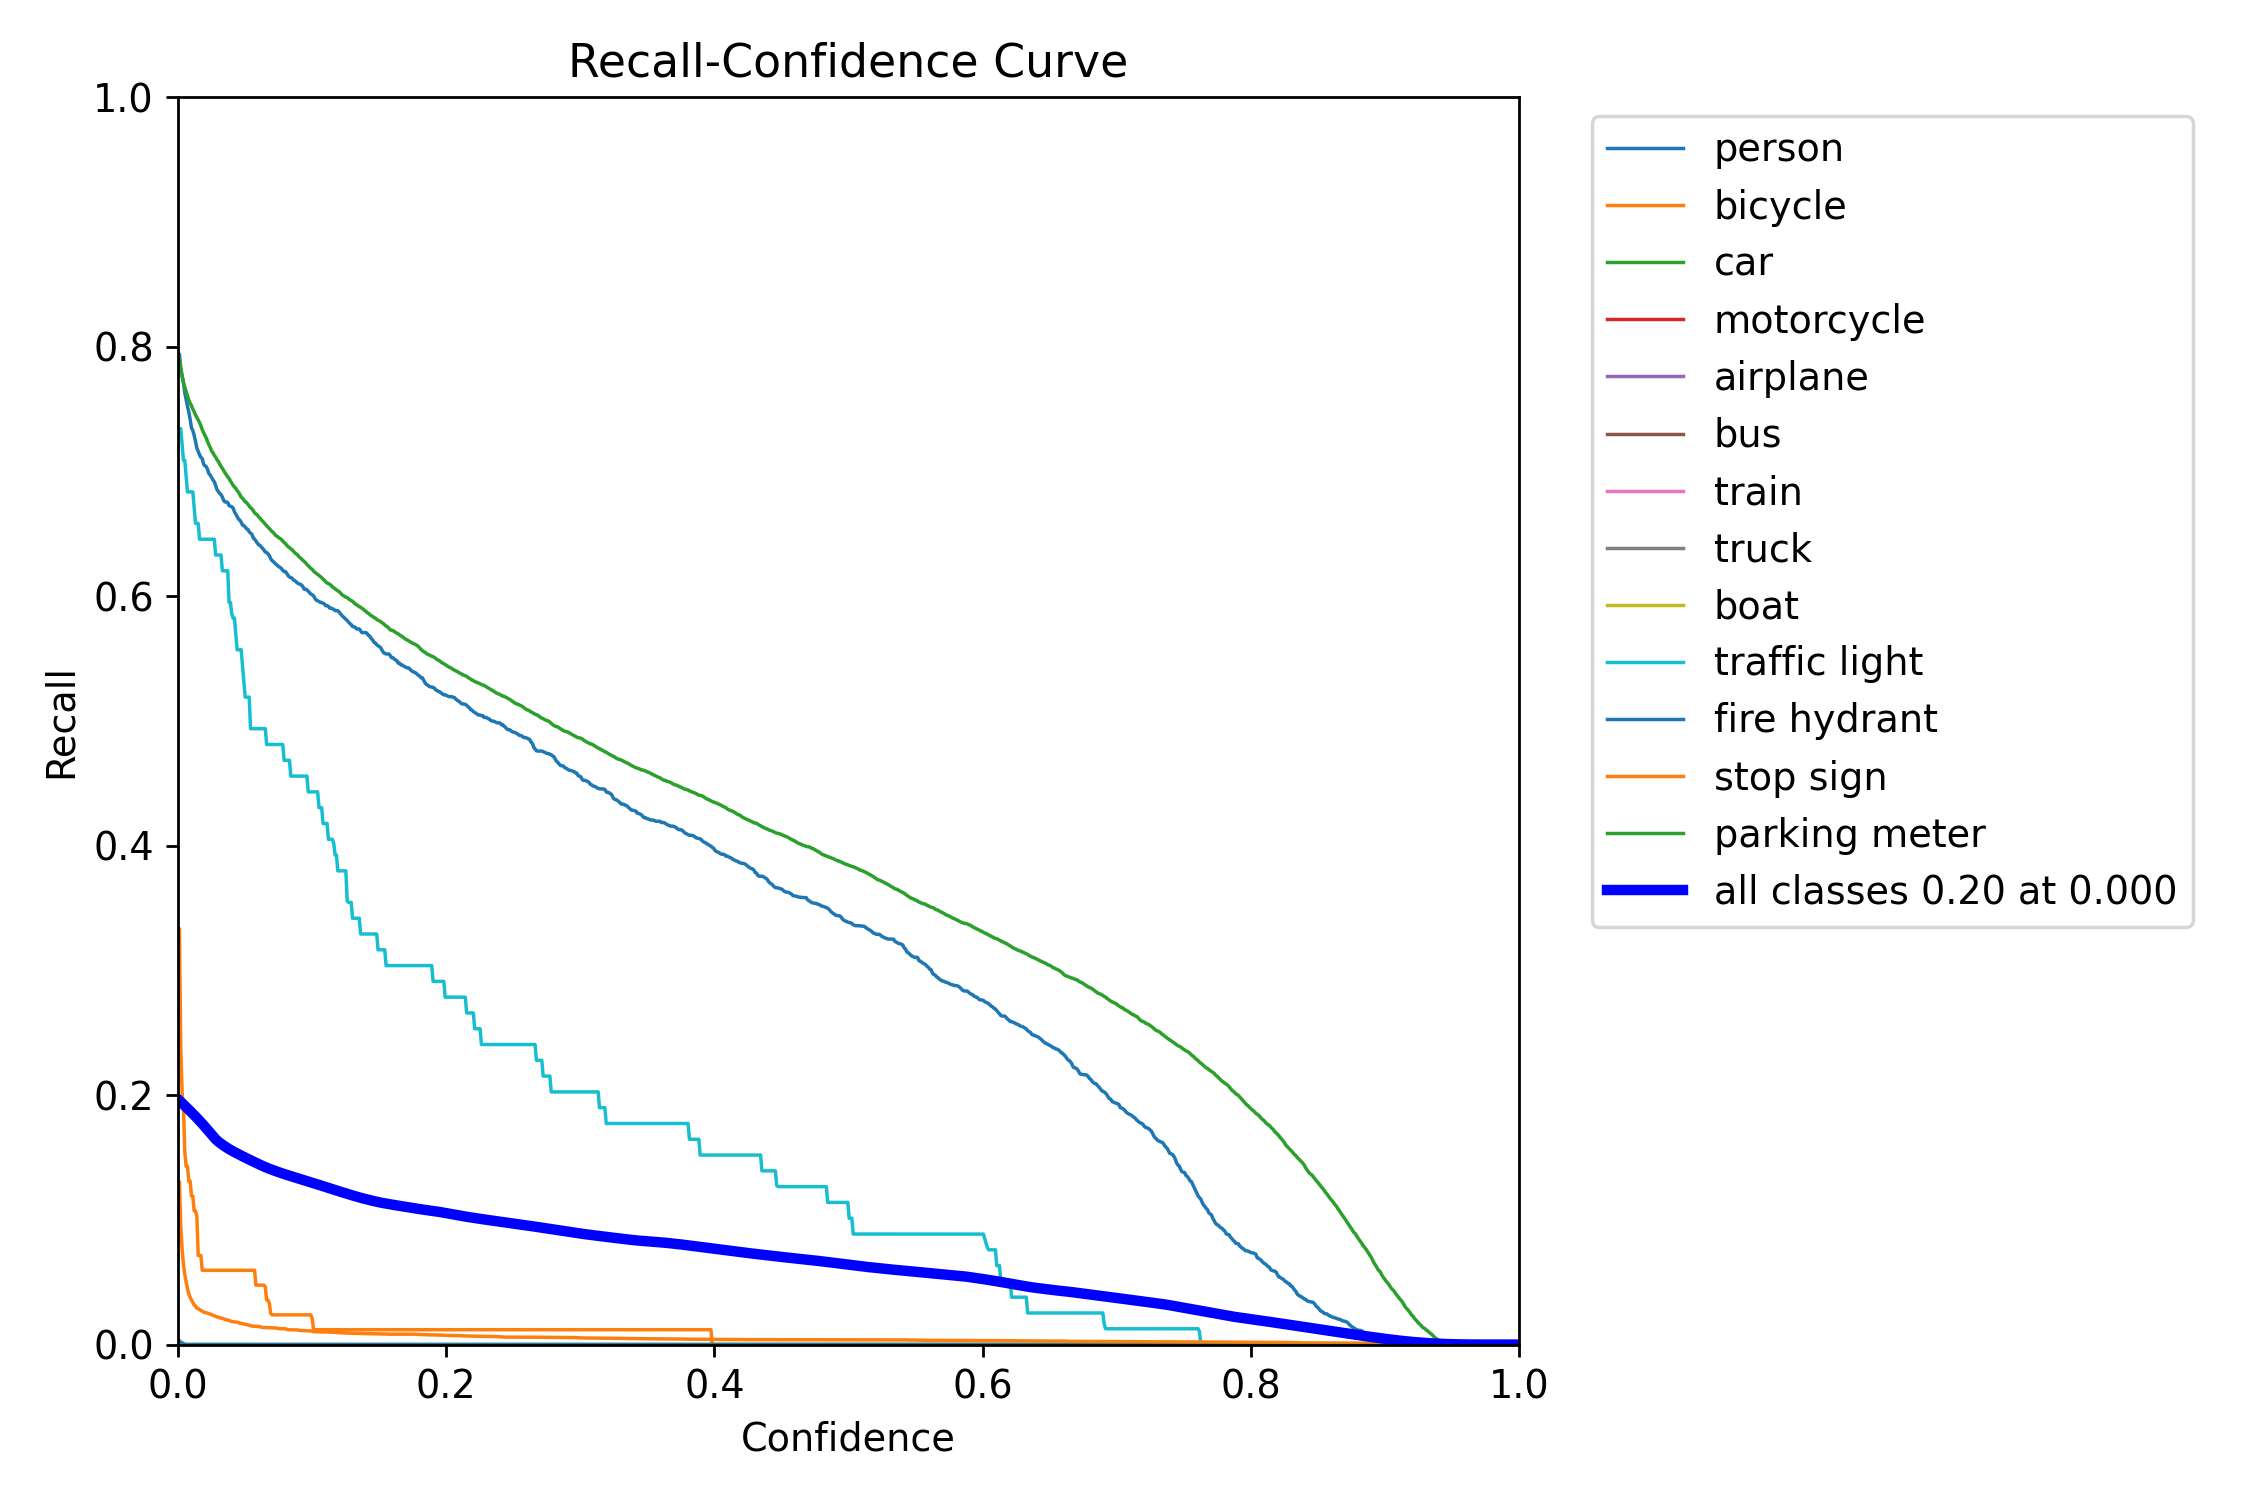 Recall-Confidence Curve
1.0
0.8
0.6
0.4
0.2
0.0
Recall
0.0 0.2 0.4 0.6 0.8 1.0
Confidence
person
bicycle
car
motorcycle
airplane
bus
train
truck
boat
traffic light
fire hydrant
stop sign
parking meter
all classes 0.20 at 0.000